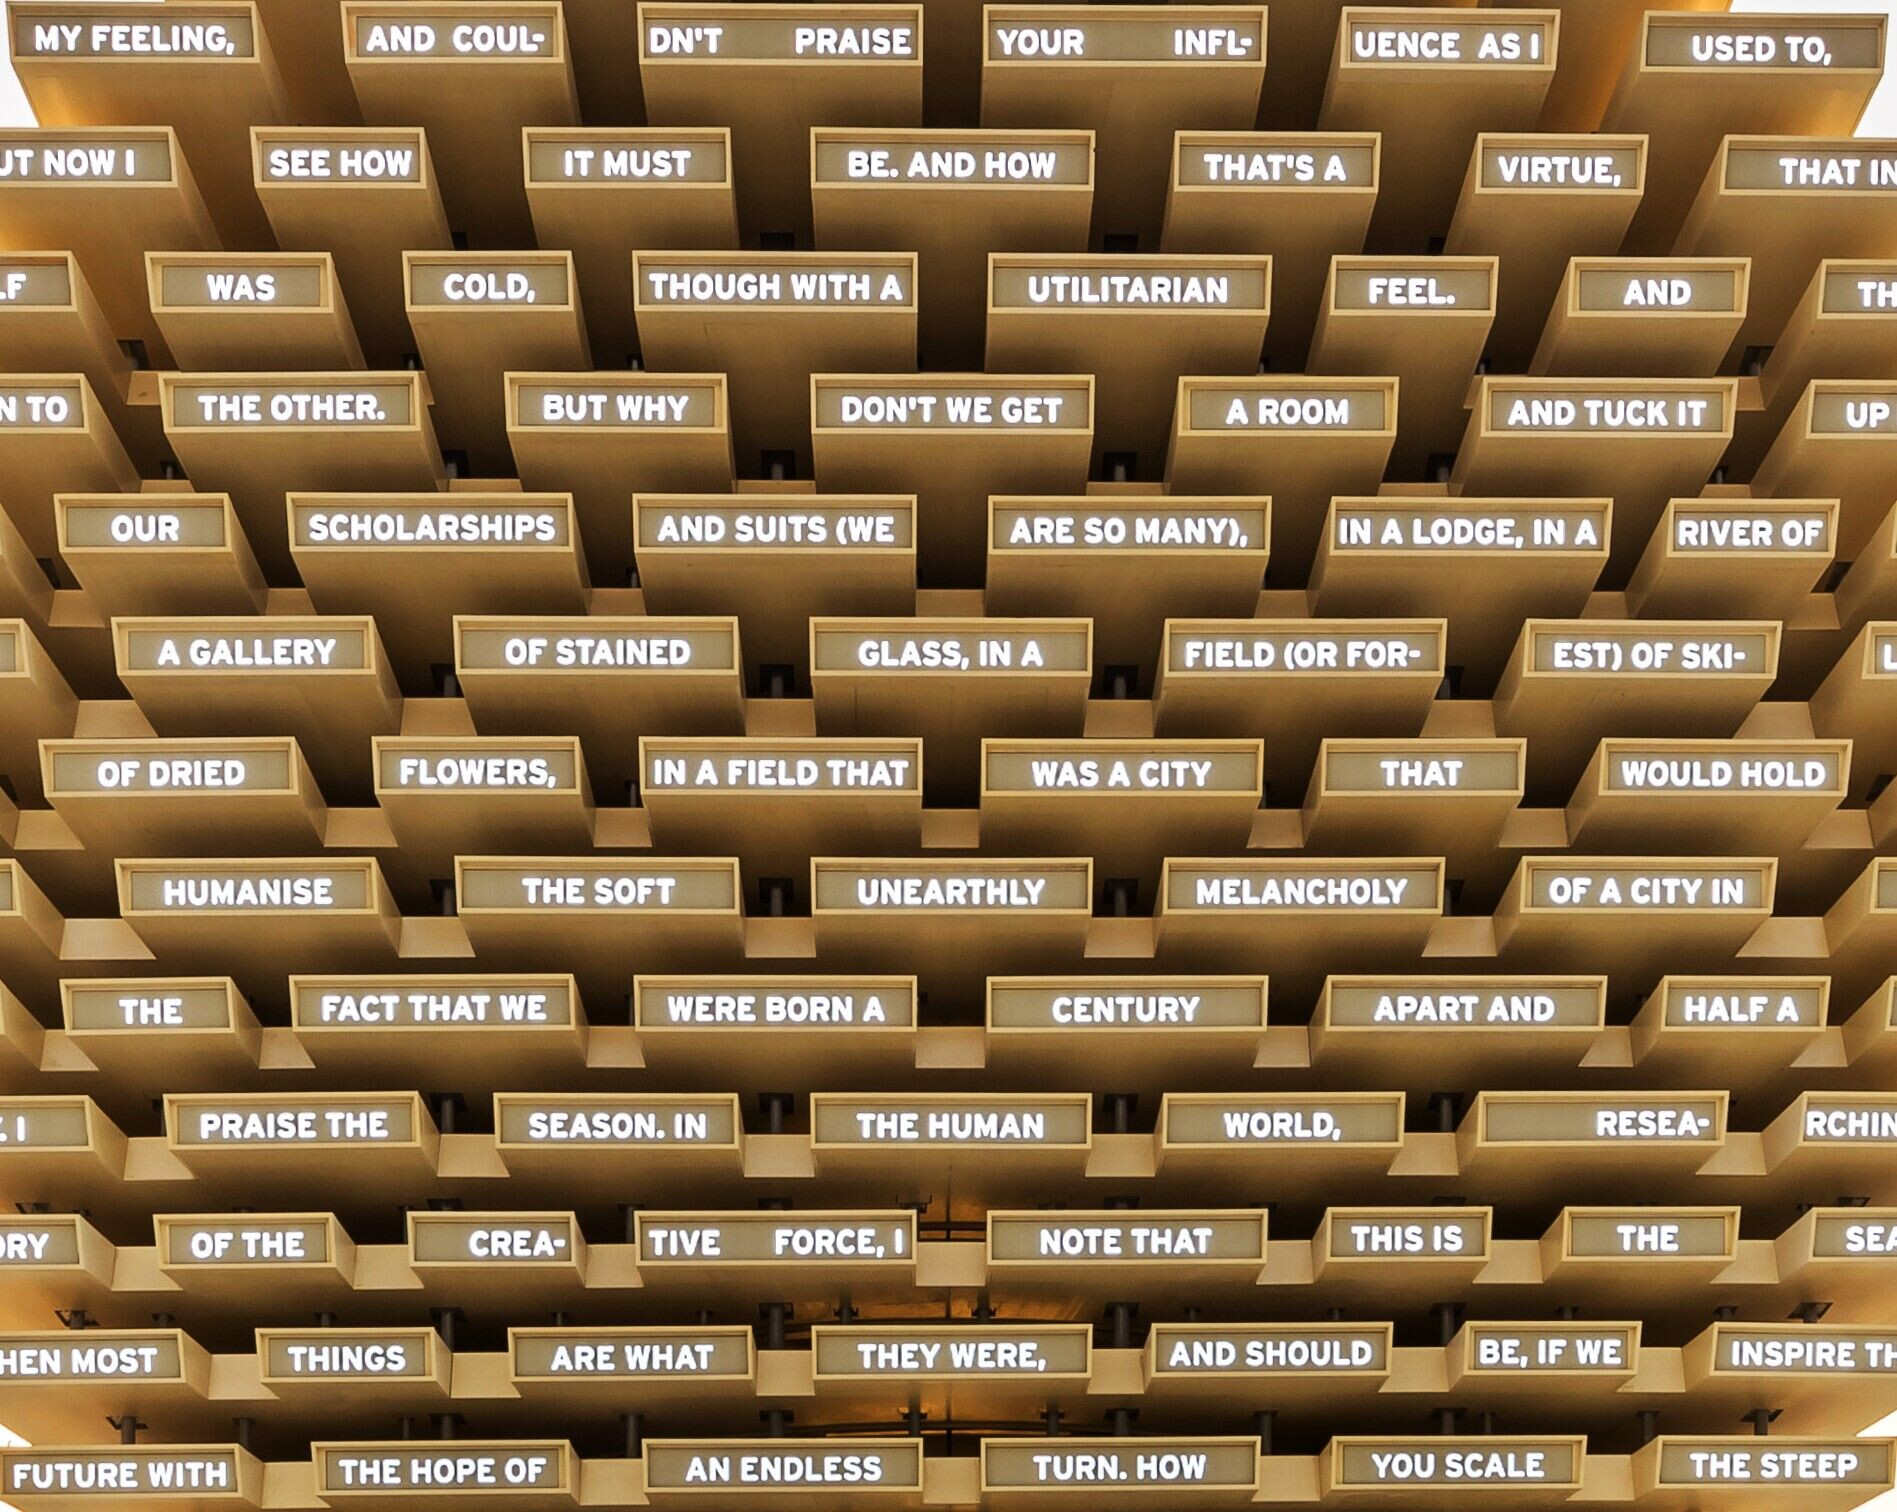 MY FEELING, AND COUL- DN'T PRAISE YOUR INFL- UENCE AS I USED TO,
UT NOW I SEE HOW IT MUST BE. AND HOW THAT'S A VIRTUE, THAT IN
LF WAS COLD, THOUGH WITH A UTILITARIAN FEEL. AND TH
N TO THE OTHER. BUT WHY DON'T WE GET A ROOM AND TUCK IT UP
OUR SCHOLARSHIPS AND SUITS (WE ARE SO MANY), IN A LODGE, IN A RIVER OF
A GALLERY OF STAINED GLASS, IN A FIELD (OR FOR- EST) OF SKI- L
OF DRIED FLOWERS, IN A FIELD THAT WAS A CITY THAT WOULD HOLD
HUMANISE THE SOFT UNEARTHLY MELANCHOLY OF A CITY IN
THE FACT THAT WE WERE BORN A CENTURY APART AND HALF A
I PRAISE THE SEASON. IN THE HUMAN WORLD, RESEA- RCHIN
ORY OF THE CREA- TIVE FORCE, I NOTE THAT THIS IS THE SEA
HEN MOST THINGS ARE WHAT THEY WERE, AND SHOULD BE, IF WE INSPIRE TH
FUTURE WITH THE HOPE OF AN ENDLESS TURN. HOW YOU SCALE THE STEEP